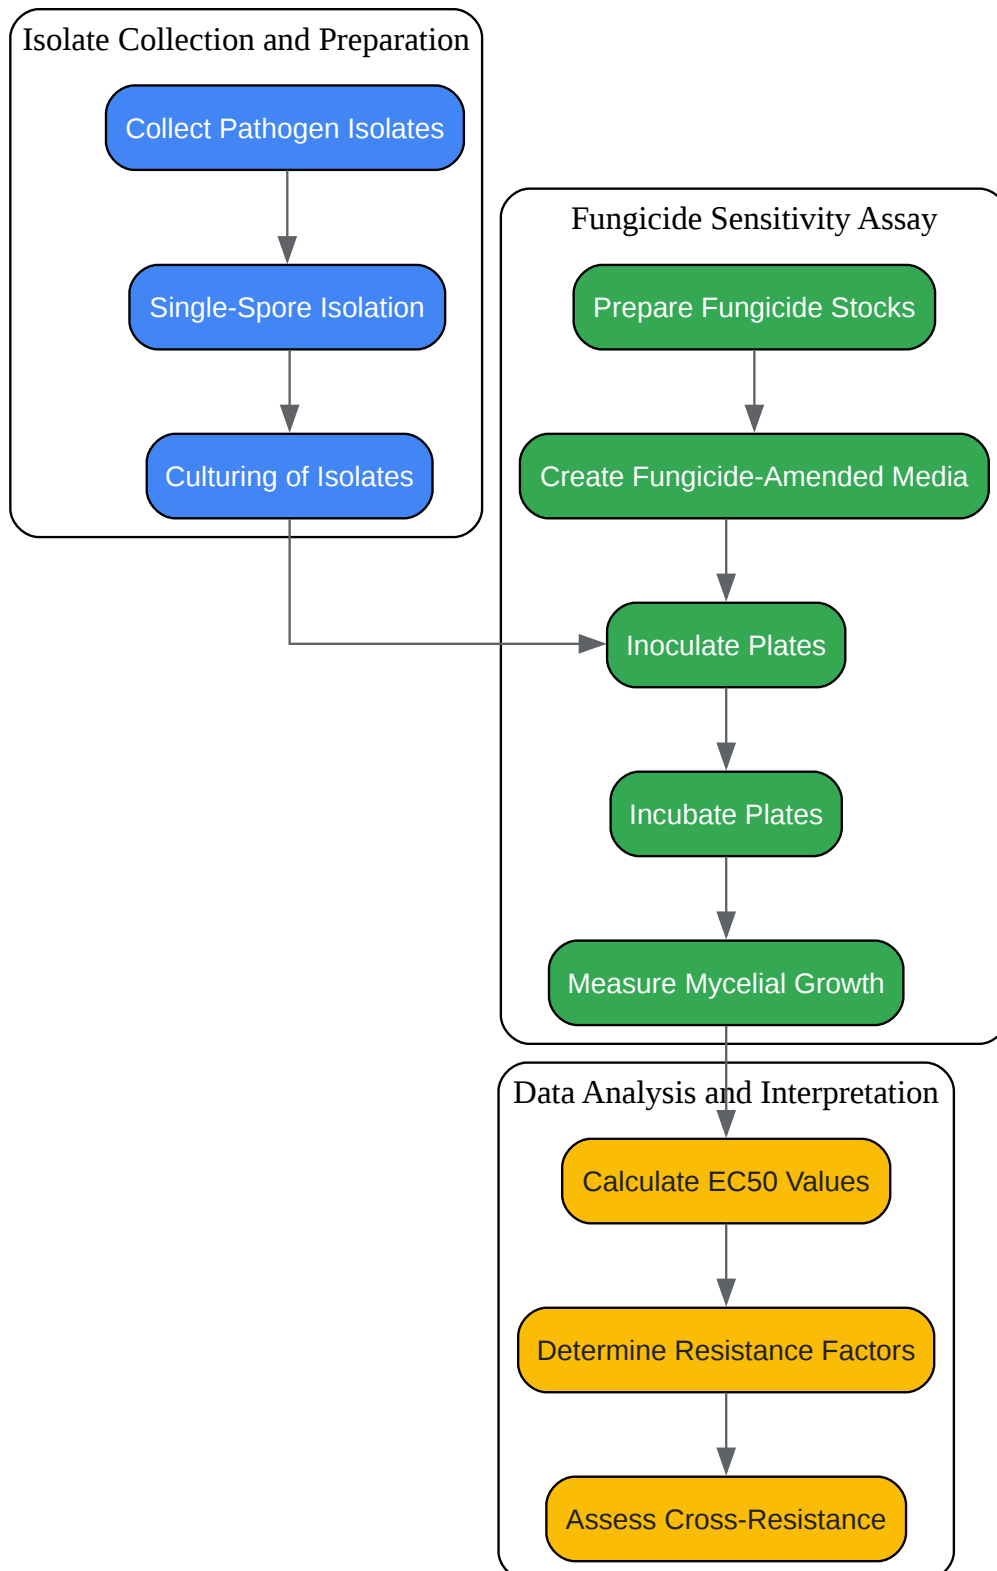 Isolate Collection and Preparation
Collect Pathogen Isolates
Single-Spore Isolation
Culturing of Isolates
Fungicide Sensitivity Assay
Prepare Fungicide Stocks
Create Fungicide-Amended Media
Inoculate Plates
Incubate Plates
Measure Mycelial Growth
Data Analysis and Interpretation
Calculate EC50 Values
Determine Resistance Factors
Assess Cross-Resistance